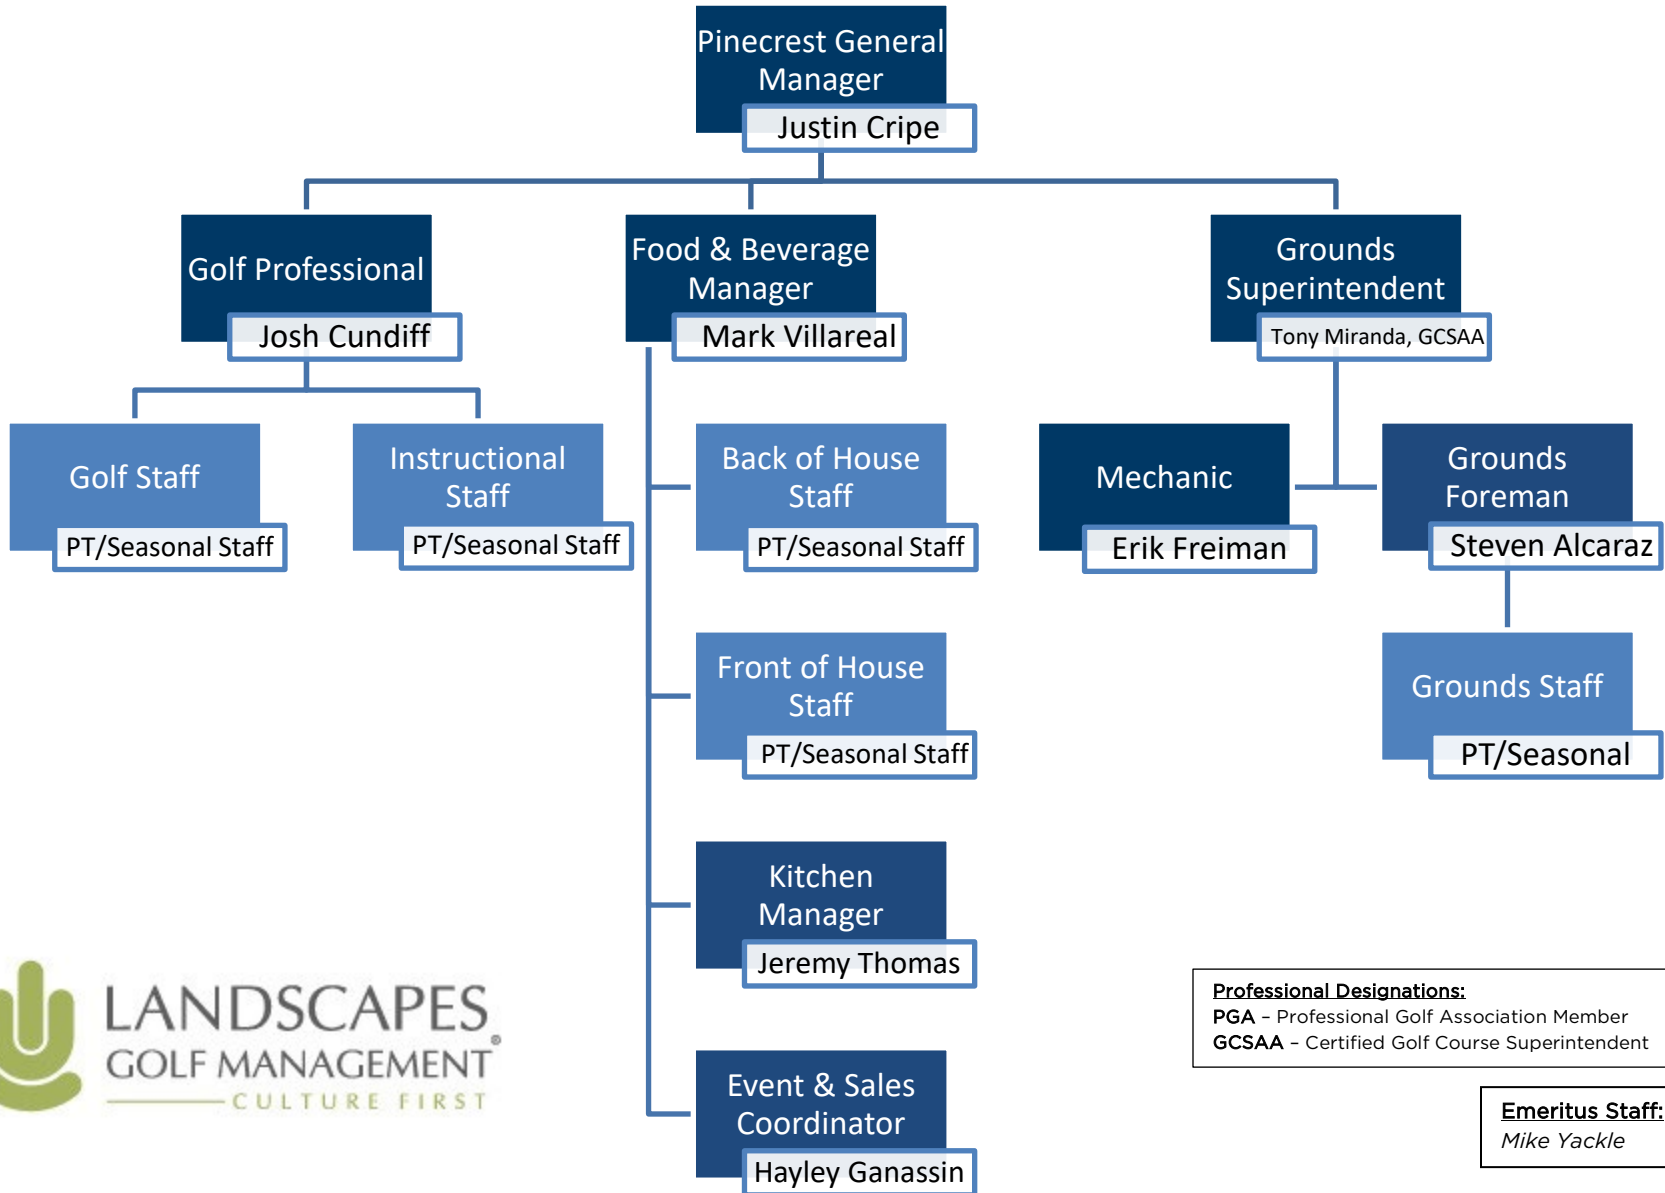 Pinecrest General
Manager
Justin Cripe
Golf Professional
Josh Cundiff
Food & Beverage
Manager
Mark Villareal
Grounds
Superintendent
Tony Miranda, GCSAA
Golf Staff
PT/Seasonal Staff
Instructional
Staff
PT/Seasonal Staff
Back of House
Staff
PT/Seasonal Staff
Mechanic
Erik Freiman
Grounds
Foreman
Steven Alcaraz
Front of House
Staff
PT/Seasonal Staff
Grounds Staff
PT/Seasonal
Kitchen
Manager
Jeremy Thomas
Event & Sales
Coordinator
Hayley Ganassin
LANDSCAPES
GOLF MANAGEMENT®
CULTURE FIRST
Professional Designations:
PGA – Professional Golf Association Member
GCSAA – Certified Golf Course Superintendent
Emeritus Staff:
Mike Yackle